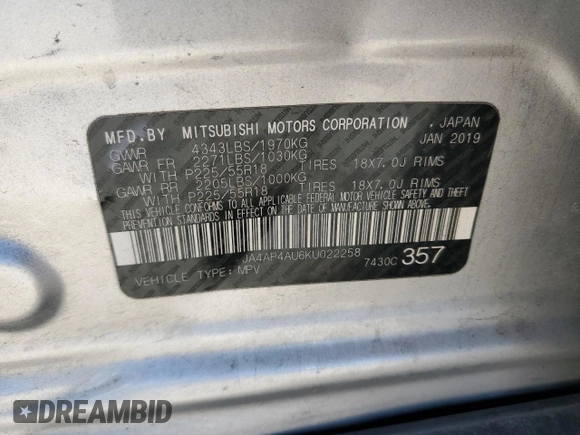 MFD.BY MITSUBISHI MOTORS CORPORATION . JAPAN
GVWR 4343LBS/1970KG JAN 2019
GAWR FR 2271LBS/1030KG
WITH P225/55R18 TIRES 18X7.0J RIMS
GAWR RR 2205LBS/1000KG
WITH P225/55R18 TIRES 18X7.0J RIMS
THIS VEHICLE CONFORMS TO ALL APPLICABLE FEDERAL MOTOR VEHICLE SAFETY AND THEFT
PREVENTION STANDARDS IN EFFECT ON THE DATE OF MANUFACTURE SHOWN ABOVE.
JA4AP4AU6KU022258
VEHICLE TYPE: MPV 7430C 357
DREAMBID